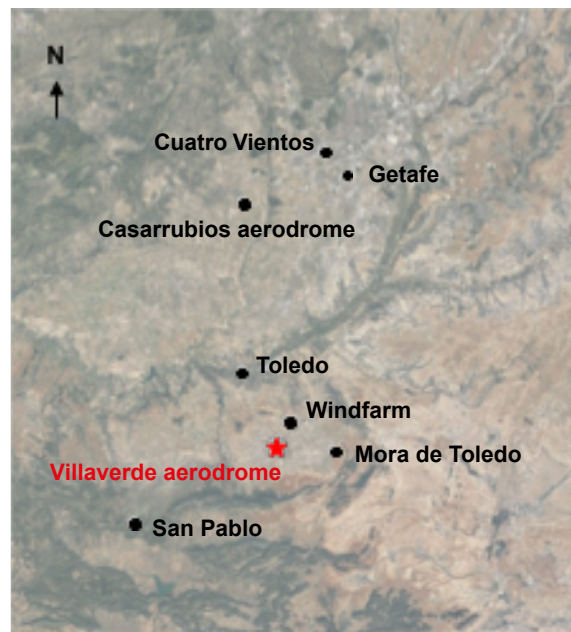 N
Cuatro Vientos
Getafe
Casarrubios aerodrome
Toledo
Windfarm
Mora de Toledo
Villaverde aerodrome
San Pablo